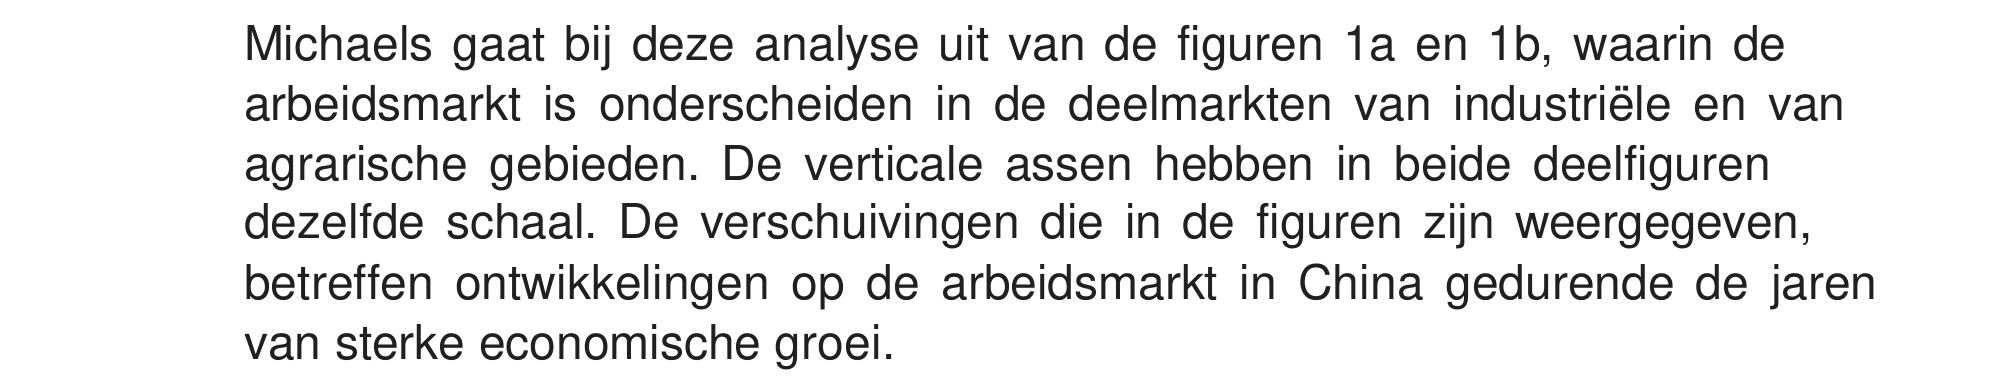 Michaels gaat bij deze analyse uit van de figuren 1a en 1b, waarin de
arbeidsmarkt is onderscheiden in de deelmarkten van industriële en van
agrarische gebieden. De verticale assen hebben in beide deelfiguren
dezelfde schaal. De verschuivingen die in de figuren zijn weergegeven,
betreffen ontwikkelingen op de arbeidsmarkt in China gedurende de jaren
van sterke economische groei.